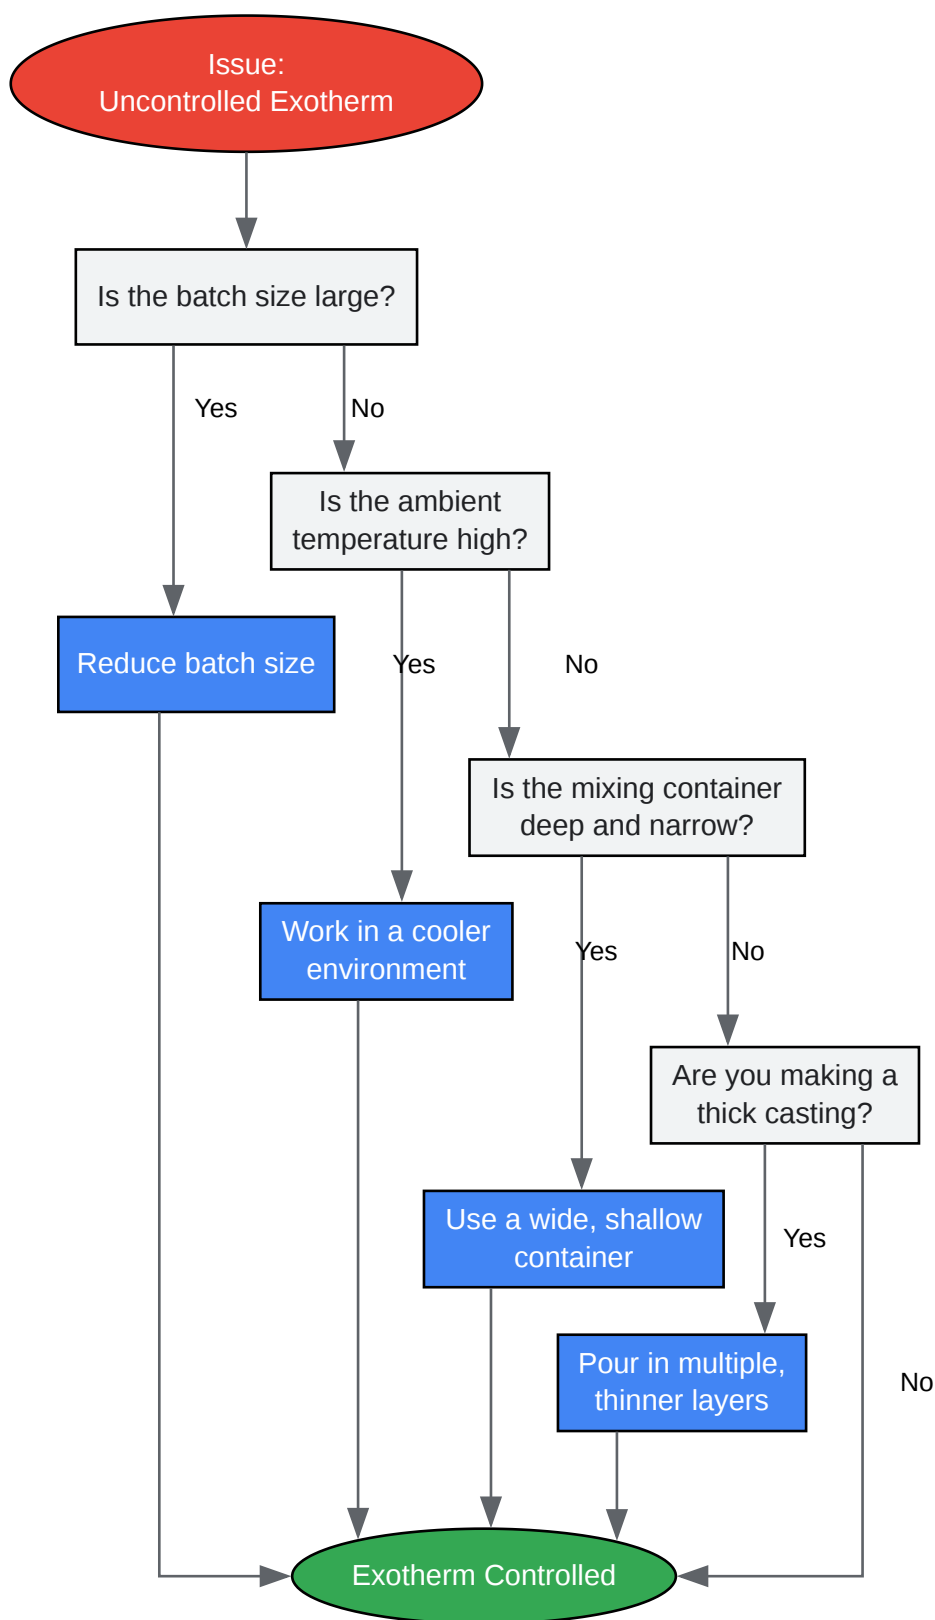 Issue:
Uncontrolled Exotherm
Is the batch size large?
Yes
No
Is the ambient
temperature high?
Reduce batch size
Yes
No
Is the mixing container
deep and narrow?
Work in a cooler
environment
Yes
No
Are you making a
thick casting?
Use a wide, shallow
container
Yes
Pour in multiple,
thinner layers
No
Exotherm Controlled